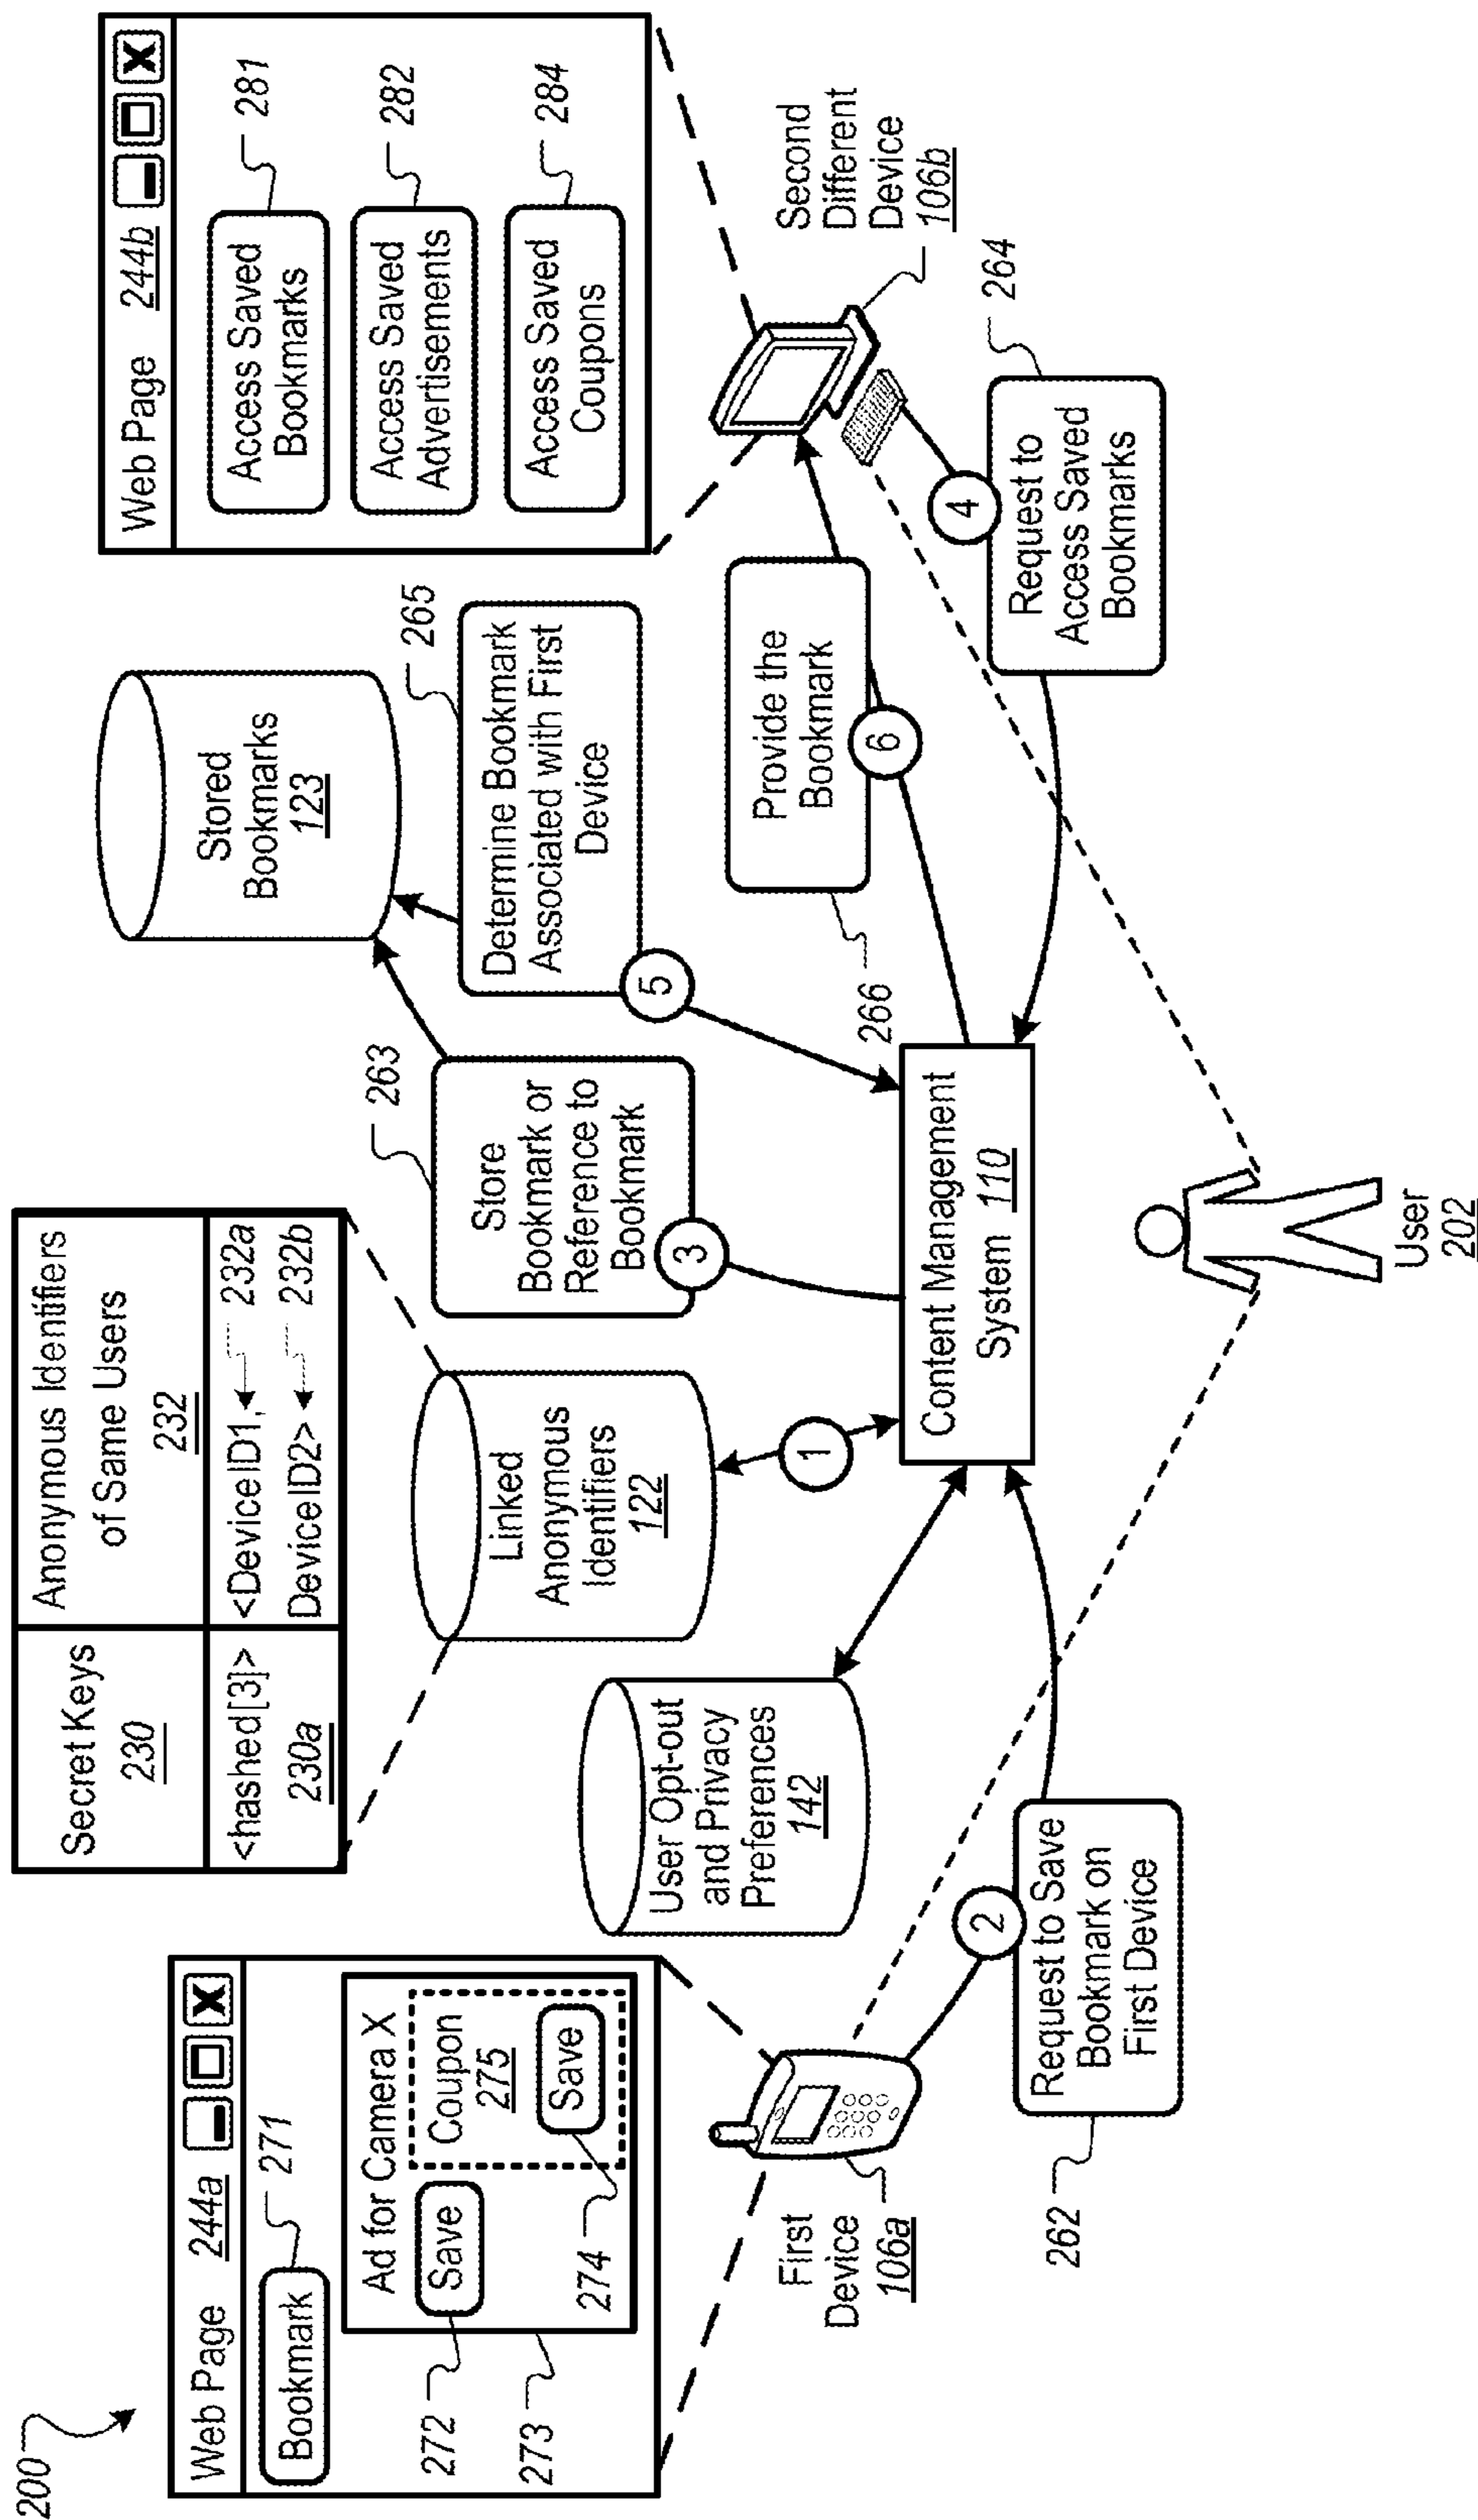 200
Web Page 244a
Bookmark
271
Ad for Camera X
Save
Coupon
275
Save
272
273
274
First
Device
106a
Secret Keys
230
Anonymous Identifiers
of Same Users
232
<hashed[3]>
230a
<DeviceID1,
232a
DeviceID2>
232b
Linked
Anonymous
Identifiers
122
User Opt-out
and Privacy
Preferences
142
1
2
Request to Save
Bookmark on
First Device
262
Content Management
System 110
3
Store
Bookmark or
Reference to
Bookmark
263
Stored
Bookmarks
123
5
Determine Bookmark
Associated with First
Device
265
6
Provide the
Bookmark
266
4
Request to
Access Saved
Bookmarks
264
Second
Different
Device
106b
Web Page 244b
Access Saved
Bookmarks
281
Access Saved
Advertisements
282
Access Saved
Coupons
284
User
202